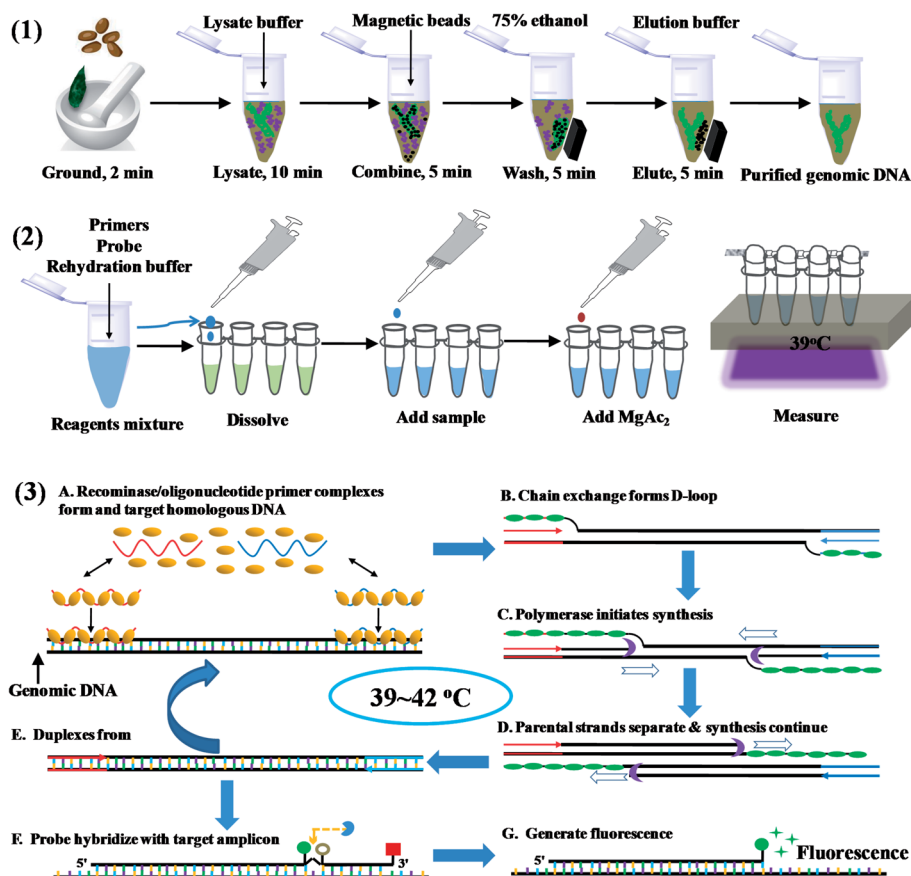 (1)
Lysate buffer
Magnetic beads
75% ethanol
Elution buffer
Ground, 2 min
Lysate, 10 min
Combine, 5 min
Wash, 5 min
Elute, 5 min
Purified genomic DNA
(2)
Primers
Probe
Rehydration buffer
Reagents mixture
Dissolve
Add sample
Add MgAc₂
39°C
Measure
(3)
A. Recominase/oligonucleotide primer complexes
form and target homologous DNA
Genomic DNA
B. Chain exchange forms D-loop
C. Polymerase initiates synthesis
39~42 °C
D. Parental strands separate & synthesis continue
E. Duplexes from
F. Probe hybridize with target amplicon
5'
3'
G. Generate fluorescence
5'
Fluorescence